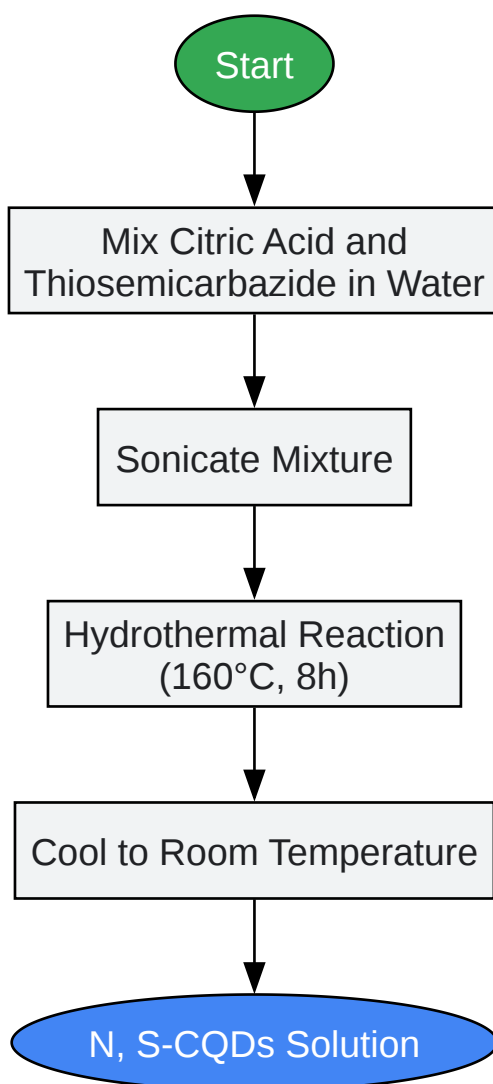 Start
Mix Citric Acid and
Thiosemicarbazide in Water
Sonicate Mixture
Hydrothermal Reaction
(160°C, 8h)
Cool to Room Temperature
N, S-CQDs Solution